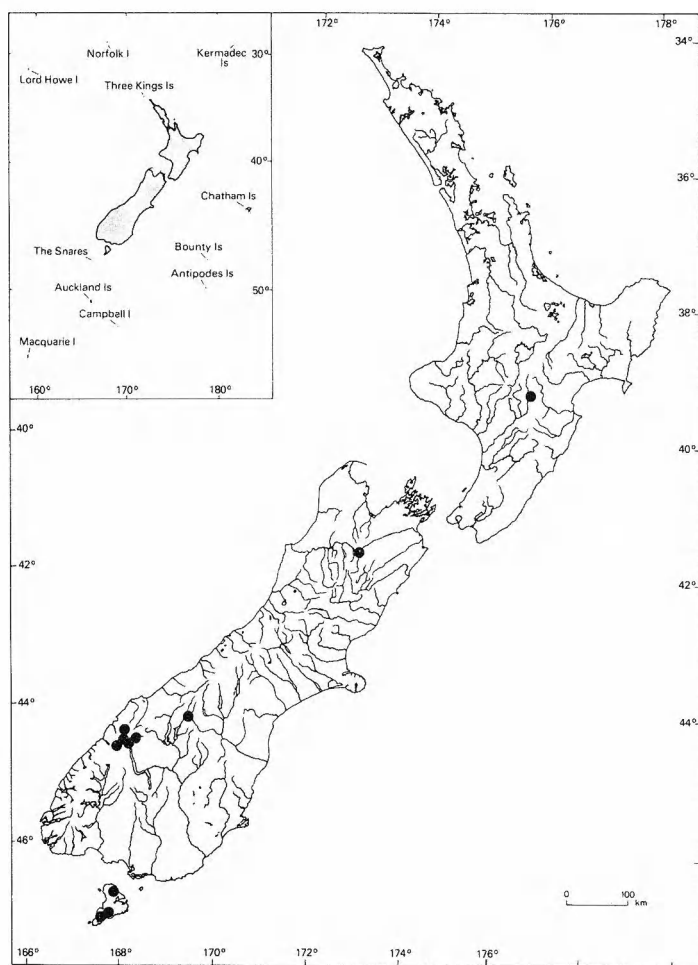 172° 174° 176° 178°
34°
Norfolk I
Kermadec
Is
30°
Lord Howe I
Three Kings Is
40°
Chatham Is
36°
The Snares
Bounty Is
Antipodes Is
Auckland Is
50°
Campbell I
38°
Macquarie I
160° 170° 180°
40°
40°
42°
42°
44°
44°
46°
0 100
km
166° 168° 170° 172° 174° 176°